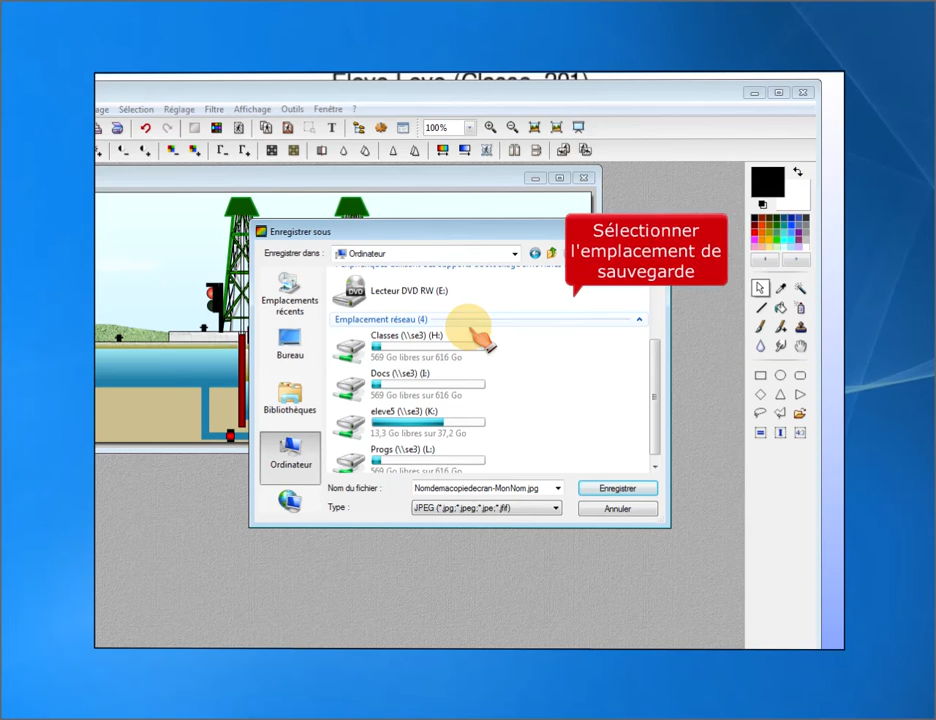 Eleve Leve (Classe 201)
Sélection Réglage Filtre Affichage Outils Fenêtre ?
100%
Enregistrer sous
Sélectionner
l'emplacement de
sauvegarde
Enregistrer dans :
Ordinateur
Emplacements
récents
Bureau
Bibliothèques
Ordinateur
Lecteur DVD RW (E:)
Emplacement réseau (4)
Classes (\\se3) (H:)
569 Go libres sur 616 Go
Docs (\\se3) (I:)
569 Go libres sur 616 Go
eleve5 (\\se3) (K:)
13,3 Go libres sur 37,2 Go
Progs (\\se3) (L:)
569 Go libres sur 616 Go
Nom du fichier : Nomdemacopiedecran-MonNom.jpg Enregistrer
Type : JPEG (*.jpg;*.jpeg;*.jpe;*.jfif) Annuler